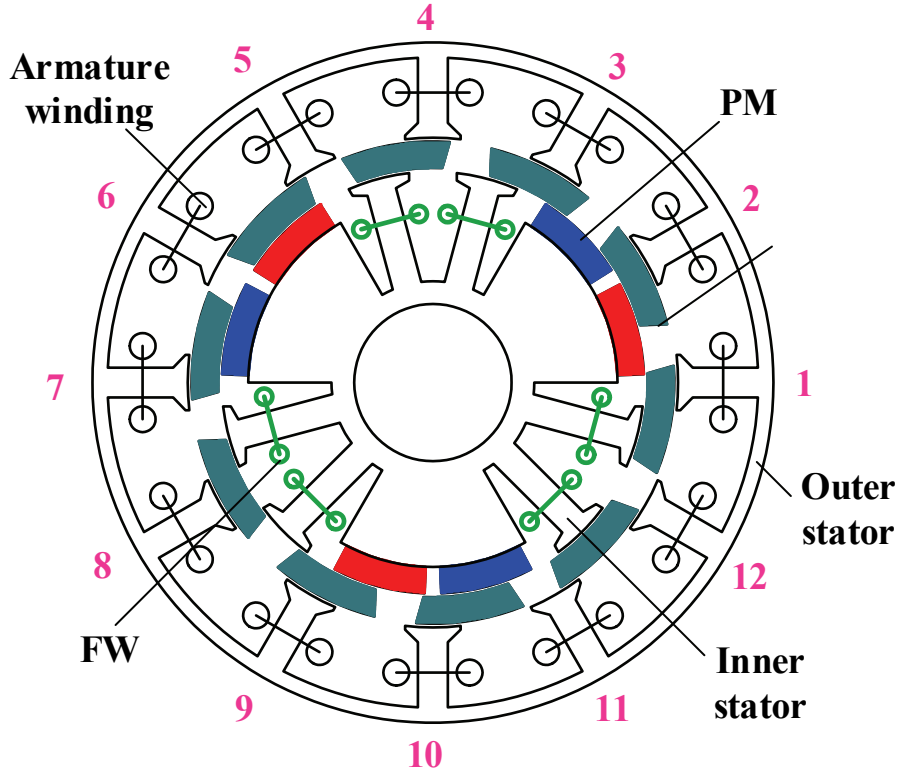 4
5
3
Armature
winding
PM
6
2
7
1
Outer
stator
8
12
FW
Inner
stator
9
11
10